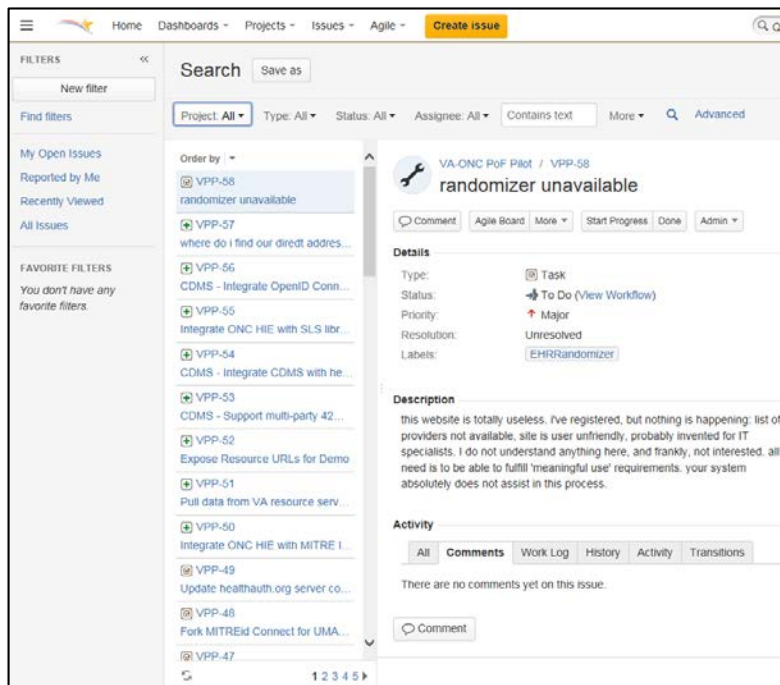 Home Dashboards Projects Issues Agile Create issue
FILTERS
New filter
Find filters
My Open Issues
Reported by Me
Recently Viewed
All Issues
FAVORITE FILTERS
You don't have any
favorite filters.
Search Save as
Project: All Type: All Status: All Assignee: All Contains text More Advanced
Order by
VPP-58
randomizer unavailable
VPP-57
where do i find our diredt addres...
VPP-56
CDMS - Integrate OpenID Conn...
VPP-55
Integrate ONC HIE with SLS libr...
VPP-54
CDMS - Integrate CDMS with he...
VPP-53
CDMS - Support multi-party 42...
VPP-52
Expose Resource URLs for Demo
VPP-51
Pull data from VA resource serv...
VPP-50
Integrate ONC HIE with MITRE I...
VPP-49
Update healthauth.org server co...
VPP-48
Fork MITREid Connect for UMA...
VPP-47
1 2 3 4 5
VA-ONC PoF Pilot / VPP-58
randomizer unavailable
Comment Agile Board More Start Progress Done Admin
Details
Type: Task
Status: To Do (View Workflow)
Priority: Major
Resolution: Unresolved
Labels: EHRRandomizer
Description
this website is totally useless. i've registered, but nothing is happening: list of
providers not available, site is user unfriendly, probably invented for IT
specialists. I do not understand anything here, and frankly, not interested. all
need is to be able to fulfill 'meaningful use' requirements. your system
absolutely does not assist in this process.
Activity
All Comments Work Log History Activity Transitions
There are no comments yet on this issue.
Comment